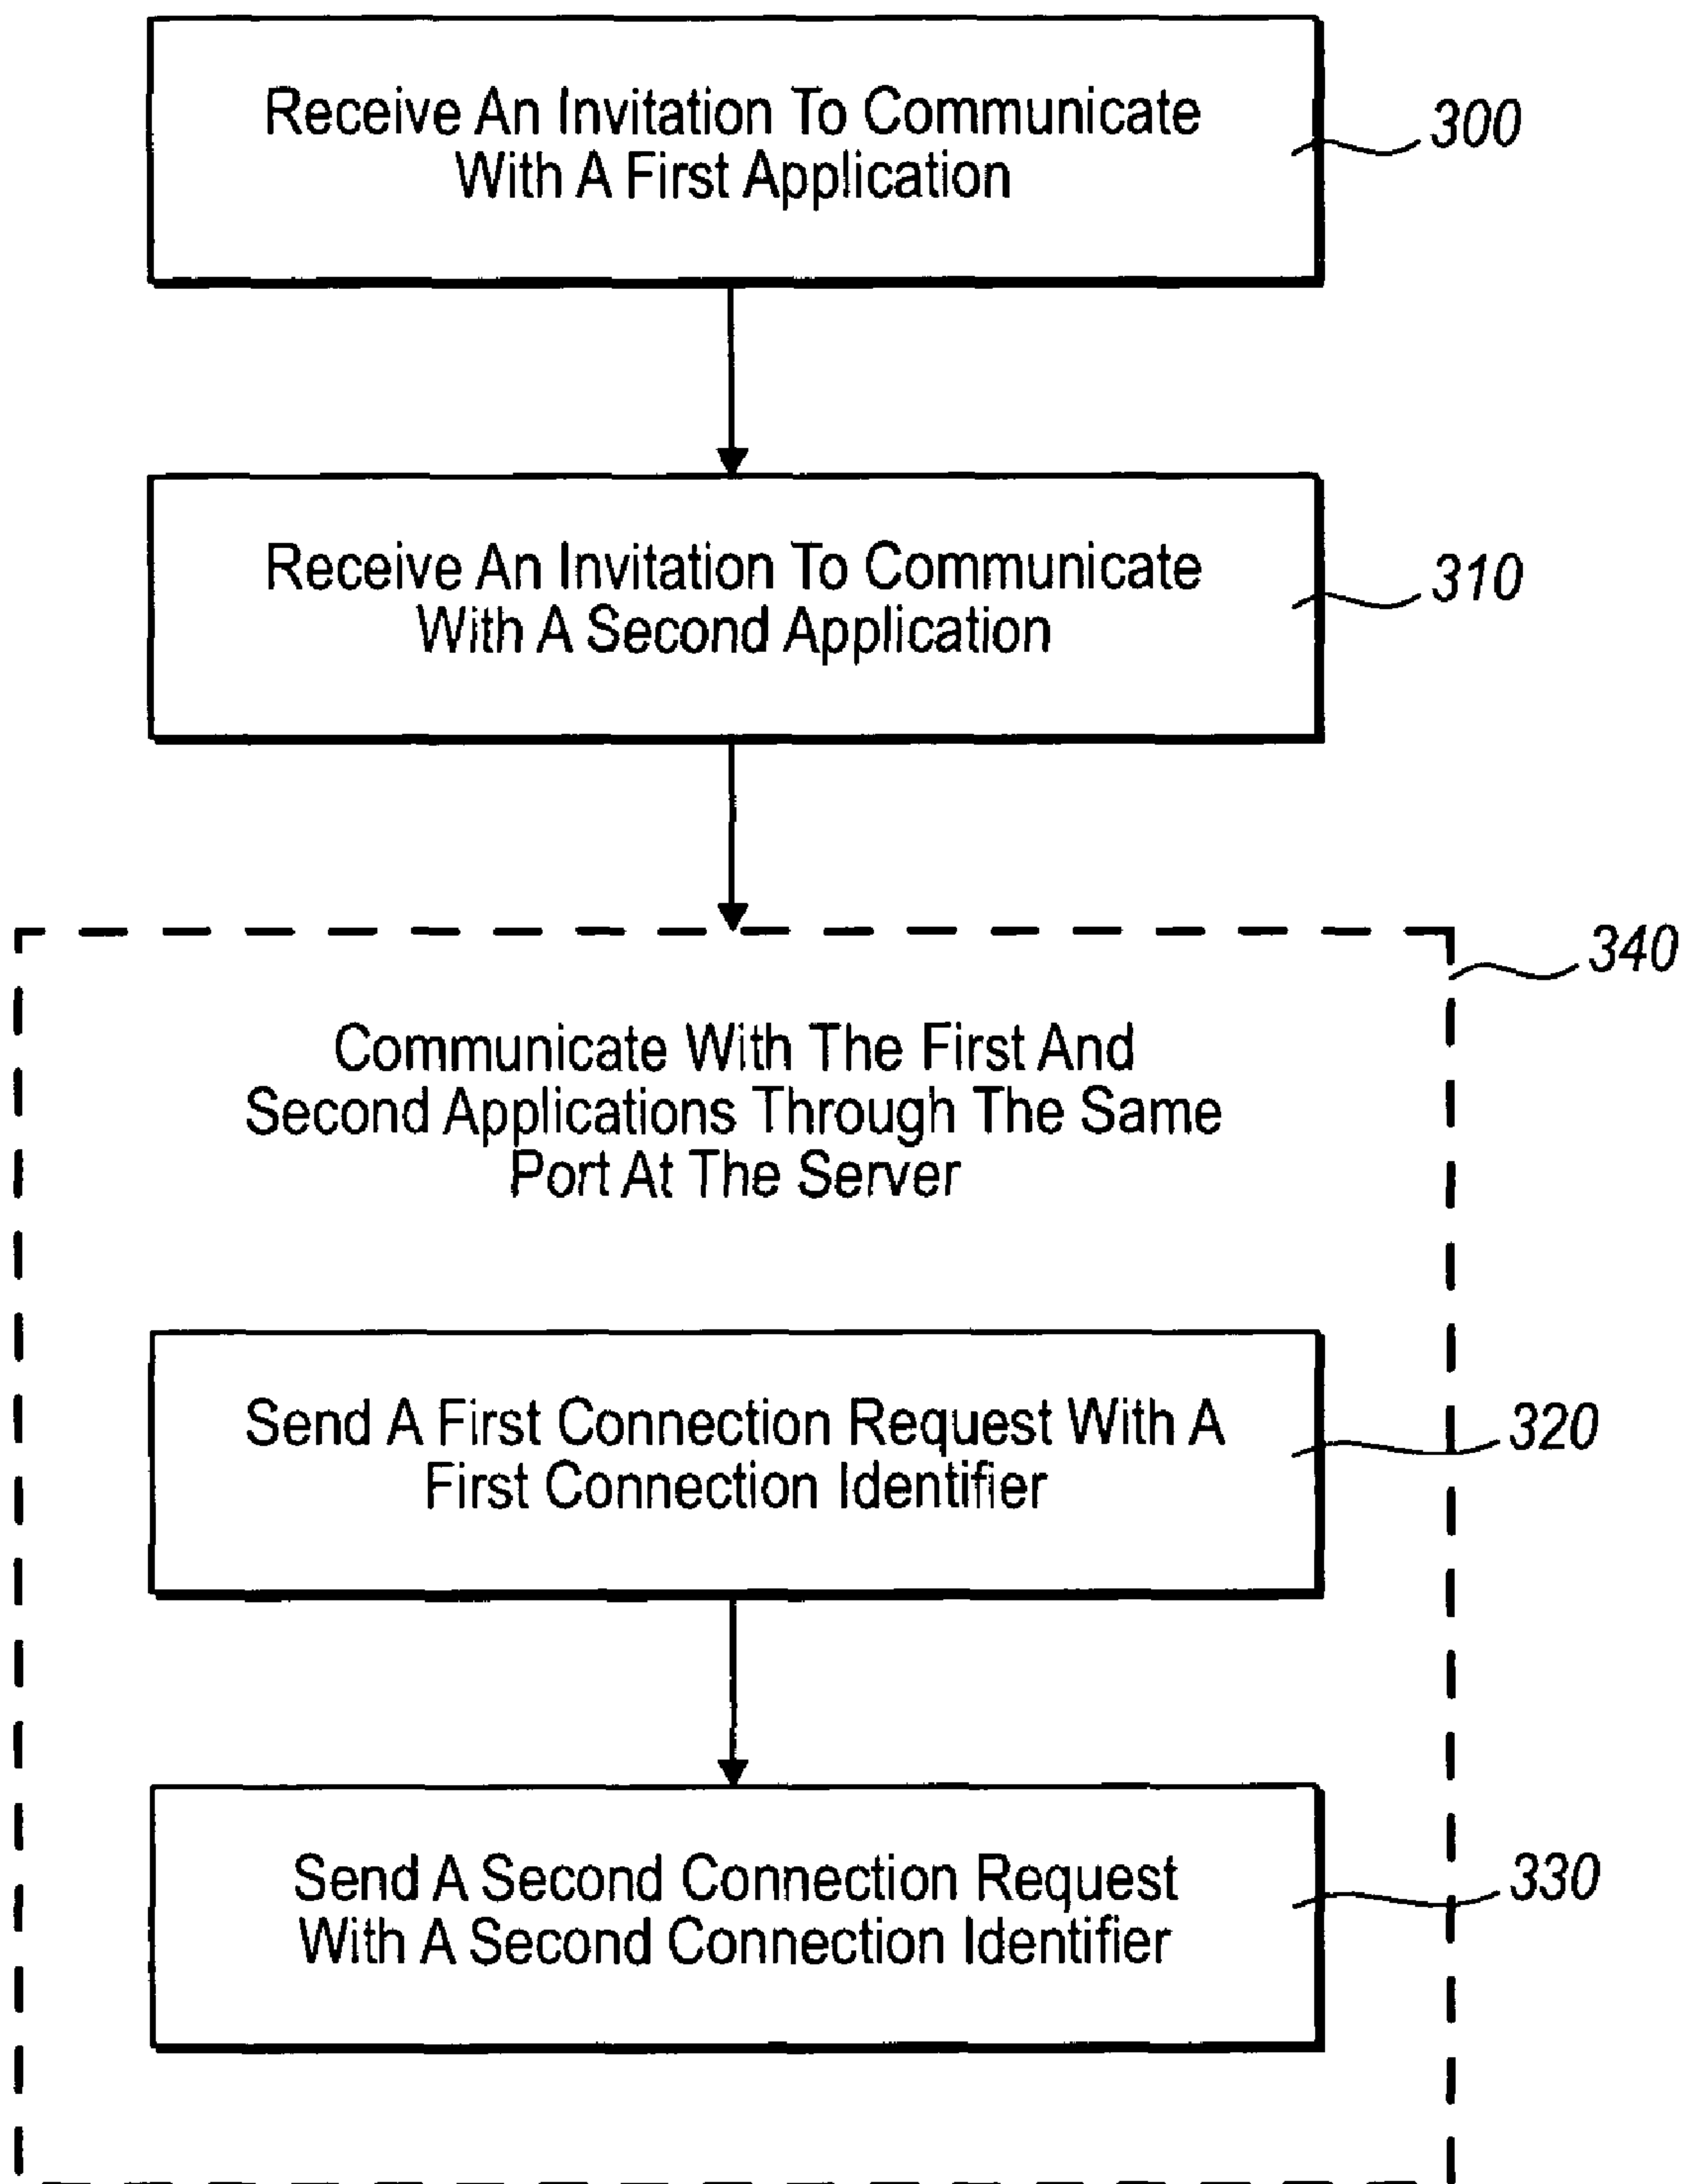 Receive An Invitation To Communicate
With A First Application
300
Receive An Invitation To Communicate
With A Second Application
310
340
Communicate With The First And
Second Applications Through The Same
Port At The Server
Send A First Connection Request With A
First Connection Identifier
320
Send A Second Connection Request
With A Second Connection Identifier
330